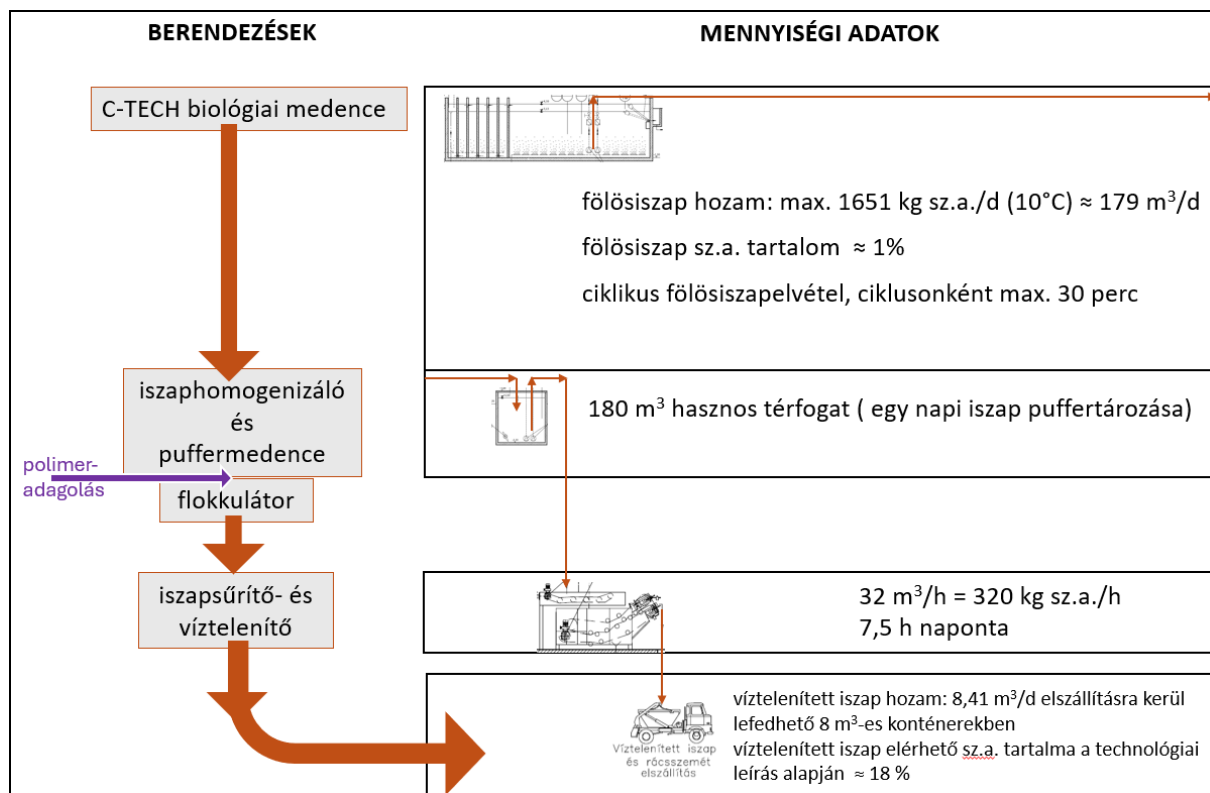 BERENDEZÉSEK
MENNYISÉGI ADATOK
C-TECH biológiai medence
fölösiszap hozam: max. 1651 kg sz.a./d (10°C) ≈ 179 m³/d
fölösiszap sz.a. tartalom ≈ 1%
ciklikus fölösiszapelvétel, ciklusonként max. 30 perc
iszaphomogenizáló
és
puffermedence
180 m³ hasznos térfogat ( egy napi iszap puffertározása)
polimer-
adagolás
flokkulátor
iszapsűrítő- és
víztelenítő
32 m³/h = 320 kg sz.a./h
7,5 h naponta
víztelenített iszap hozam: 8,41 m³/d elszállításra kerül
lefedhető 8 m³-es konténerekben
víztelenített iszap elérhető sz.a. tartalma a technológiai
leírás alapján ≈ 18 %
Víztelenített iszap
és rácsszemét
elszállítás